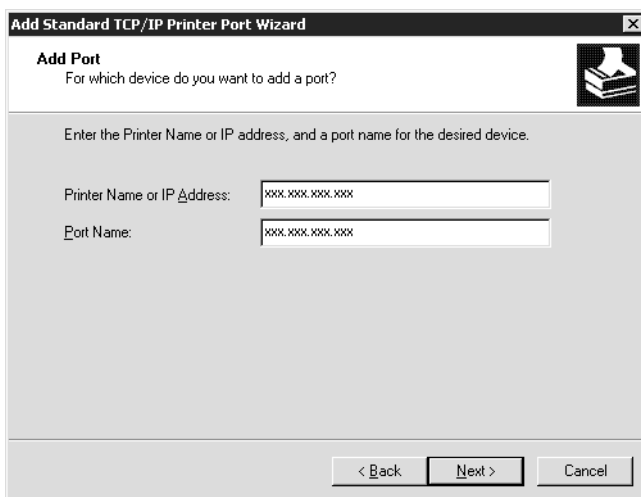 Add Standard TCP/IP Printer Port Wizard
Add Port
For which device do you want to add a port?
Enter the Printer Name or IP address, and a port name for the desired device.
Printer Name or IP Address: xxx.xxx.xxx.xxx
Port Name: xxx.xxx.xxx.xxx
< Back Next > Cancel